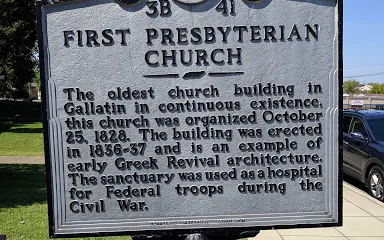 3B 41
FIRST PRESBYTERIAN
CHURCH
The oldest church building in
Gallatin in continuous existence,
this church was organized October
25, 1828. The building was erected
in 1836-37 and is an example of
early Greek Revival architecture.
The sanctuary was used as a hospital
for Federal troops during the
Civil War.